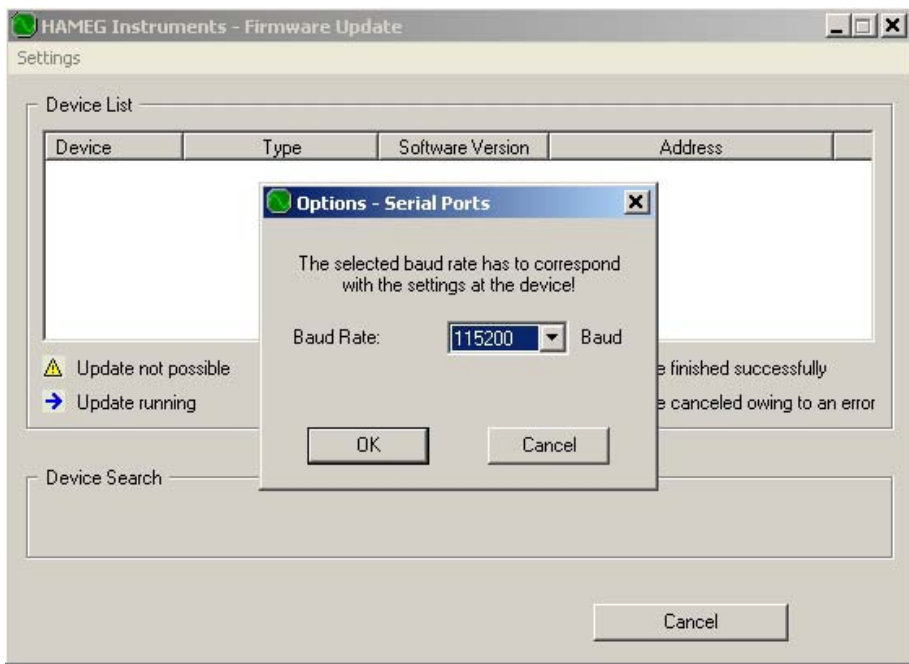 HAMEG Instruments - Firmware Update
Settings
Device List
Device Type Software Version Address
Options - Serial Ports
The selected baud rate has to correspond
with the settings at the device!
Baud Rate: 115200 Baud
Update not possible
finished successfully
Update running
canceled owing to an error
OK Cancel
Device Search
Cancel